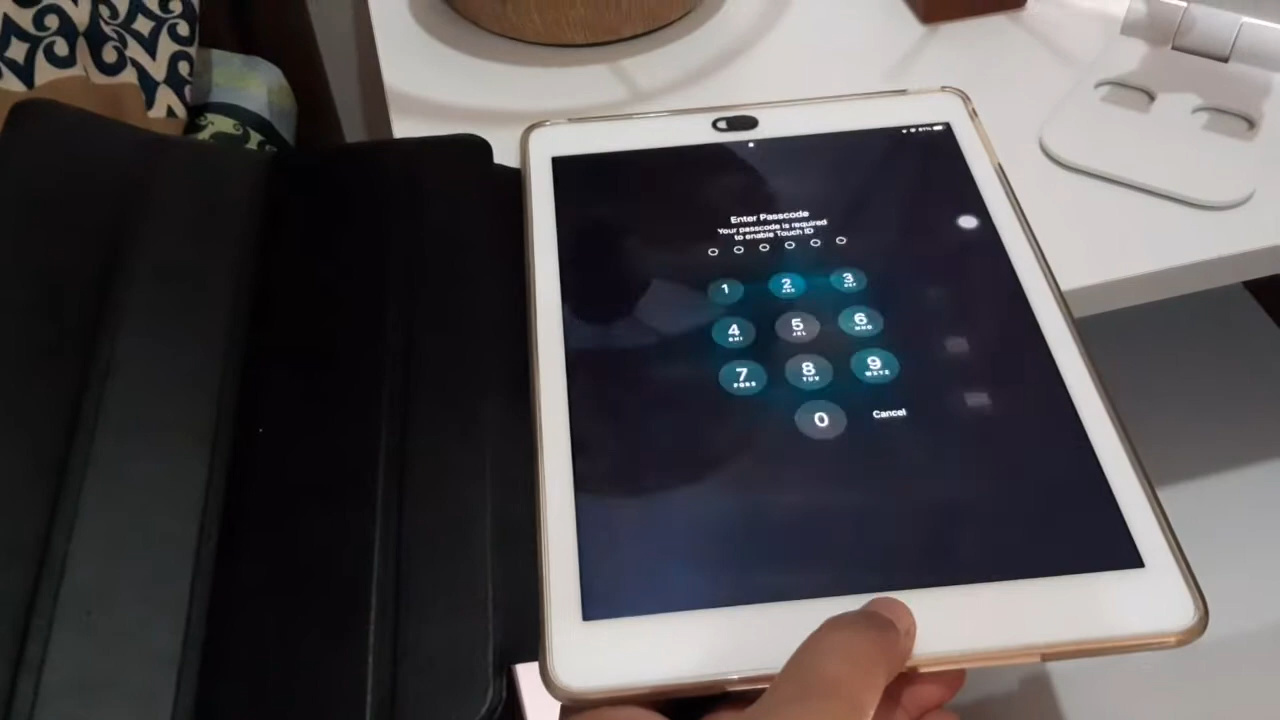 91%
Enter Passcode
Your passcode is required
to enable Touch ID
1
2
ABC
3
DEF
4
GHI
5
JKL
6
MNO
7
PQRS
8
TUV
9
WXYZ
0
Cancel